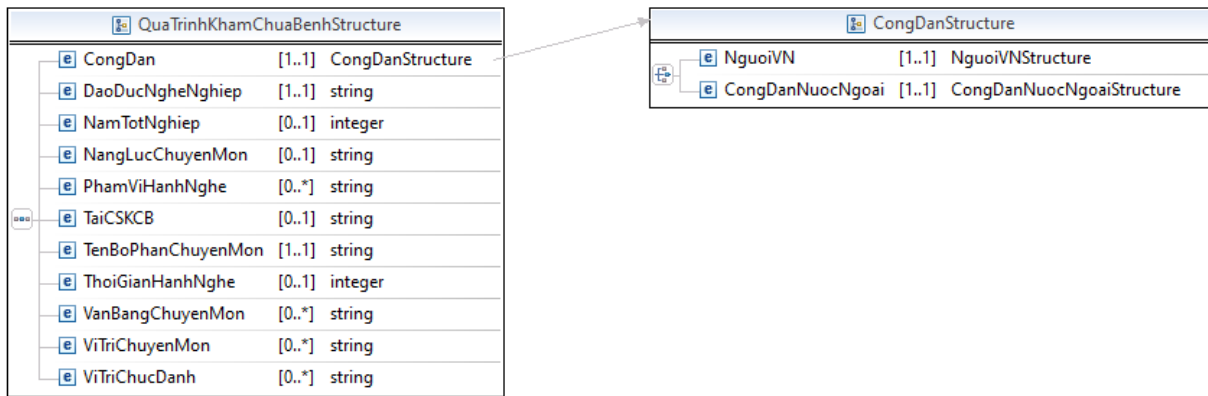 QuaTrinhKhamChuaBenhStructure
CongDan [1..1] CongDanStructure
DaoDucNgheNghiep [1..1] string
NamTotNghiep [0..1] integer
NangLucChuyenMon [0..1] string
PhamViHanhNghe [0..*] string
TaiCSKCB [0..1] string
TenBoPhanChuyenMon [1..1] string
ThoiGianHanhNghe [0..1] integer
VanBangChuyenMon [0..*] string
ViTriChuyenMon [0..*] string
ViTriChucDanh [0..*] string
CongDanStructure
NguoiVN [1..1] NguoiVNStructure
CongDanNuocNgoai [1..1] CongDanNuocNgoaiStructure